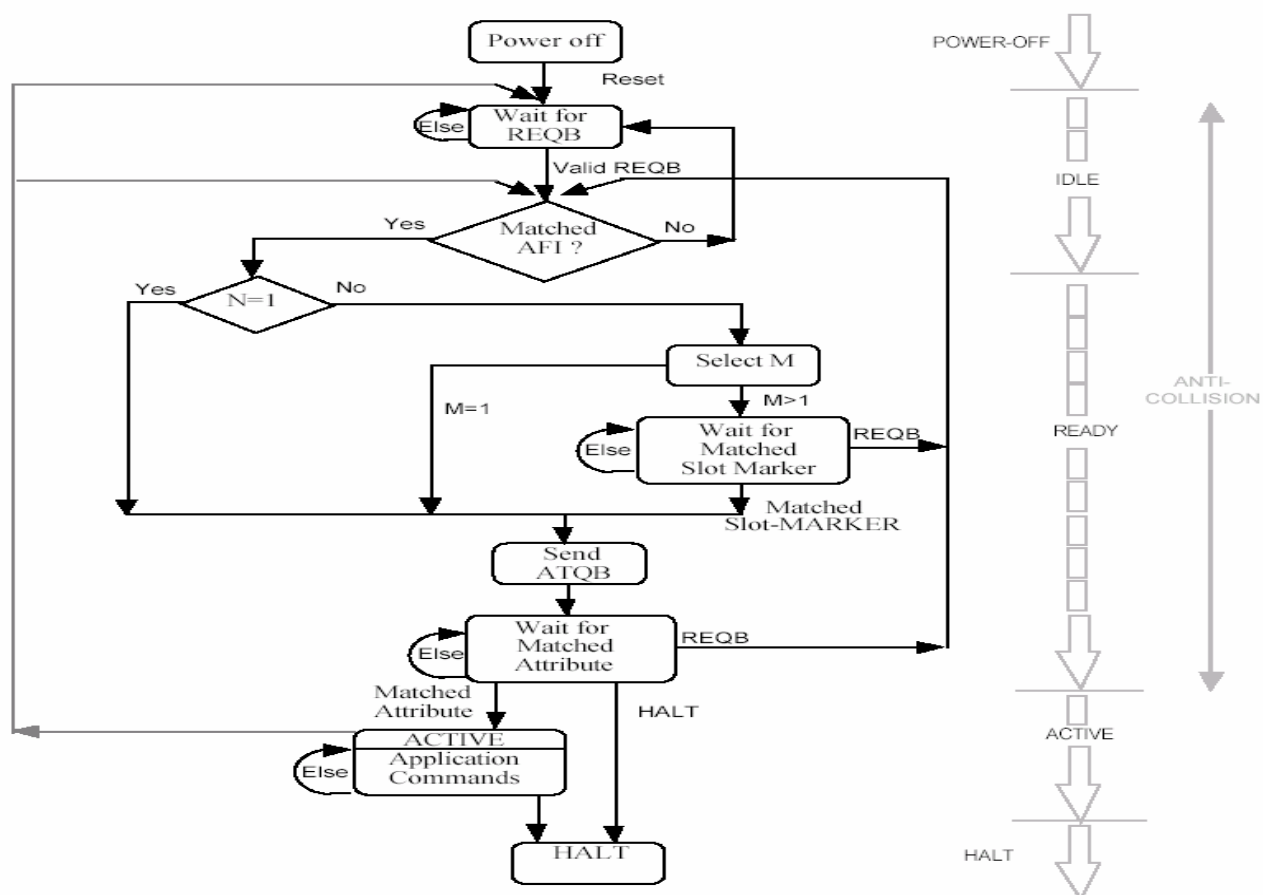 Power off
POWER-OFF
Reset
Wait for
REQB
Else
Valid REQB
IDLE
Matched
AFI ?
Yes
No
N=1
Yes
No
Select M
M=1
M>1
ANTI-
COLLISION
Wait for
Matched
Slot Marker
Else
REQB
READY
Matched
Slot-MARKER
Send
ATQB
Wait for
Matched
Attribute
Else
REQB
Matched
Attribute
HALT
ACTIVE
Application
Commands
Else
ACTIVE
HALT
HALT